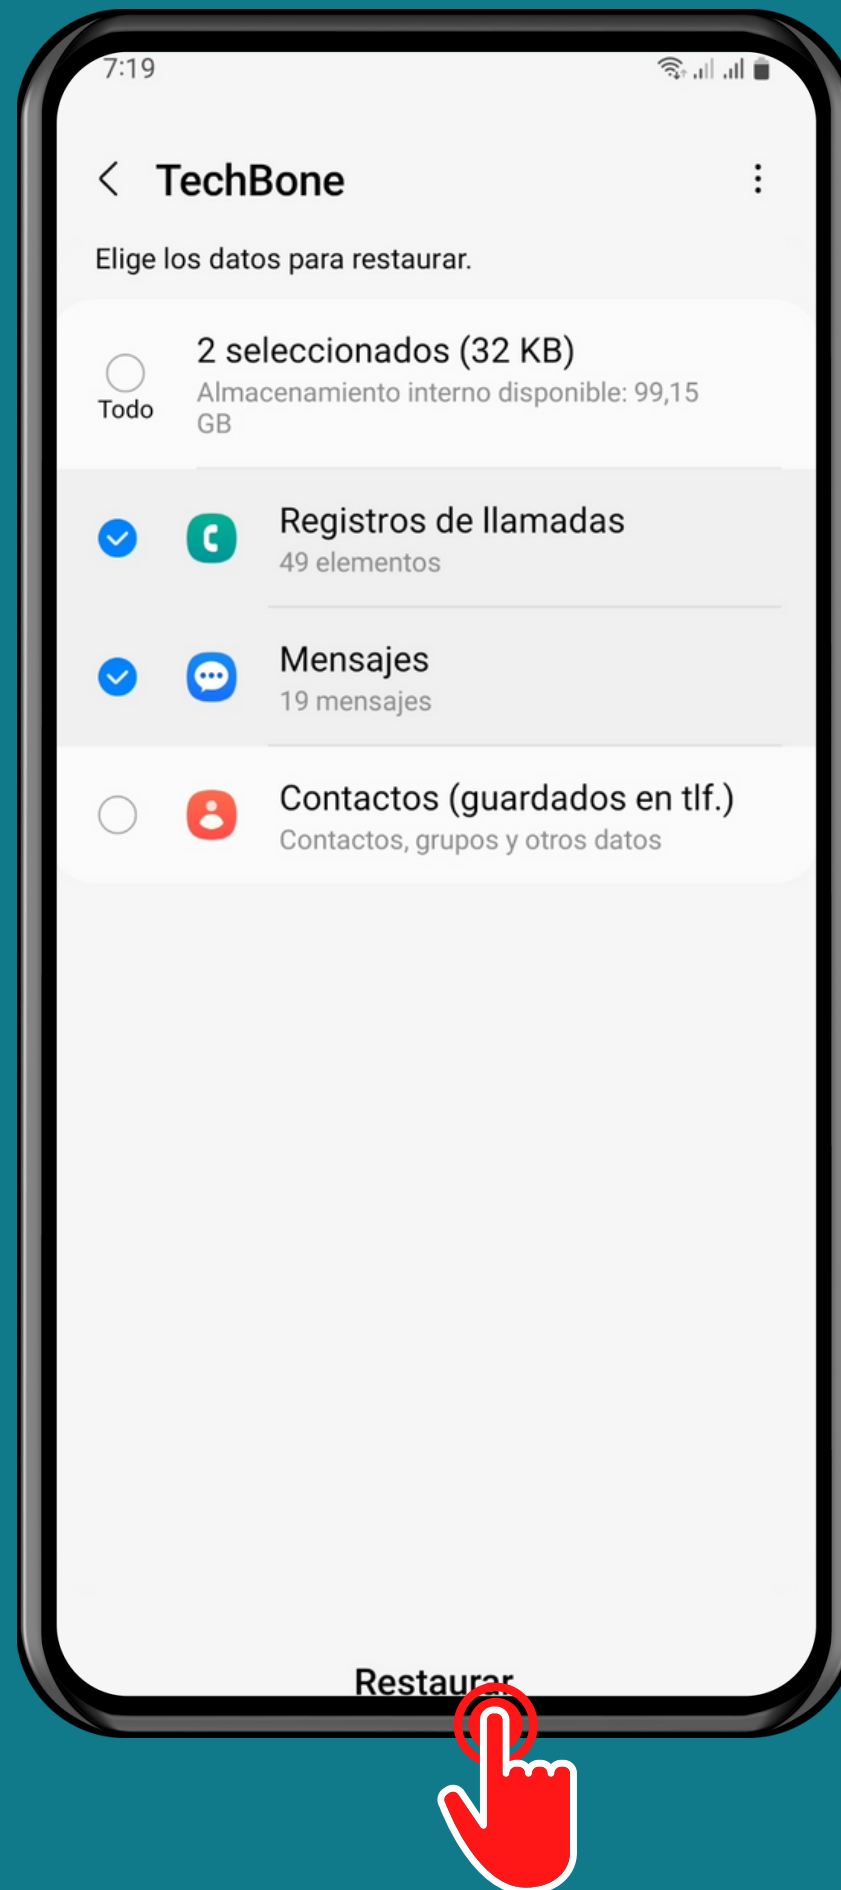 7:19
TechBone
Elige los datos para restaurar.
2 seleccionados (32 KB)
Almacenamiento interno disponible: 99,15
GB
Todo
Registros de llamadas
49 elementos
Mensajes
19 mensajes
Contactos (guardados en tlf.)
Contactos, grupos y otros datos
Restaurar